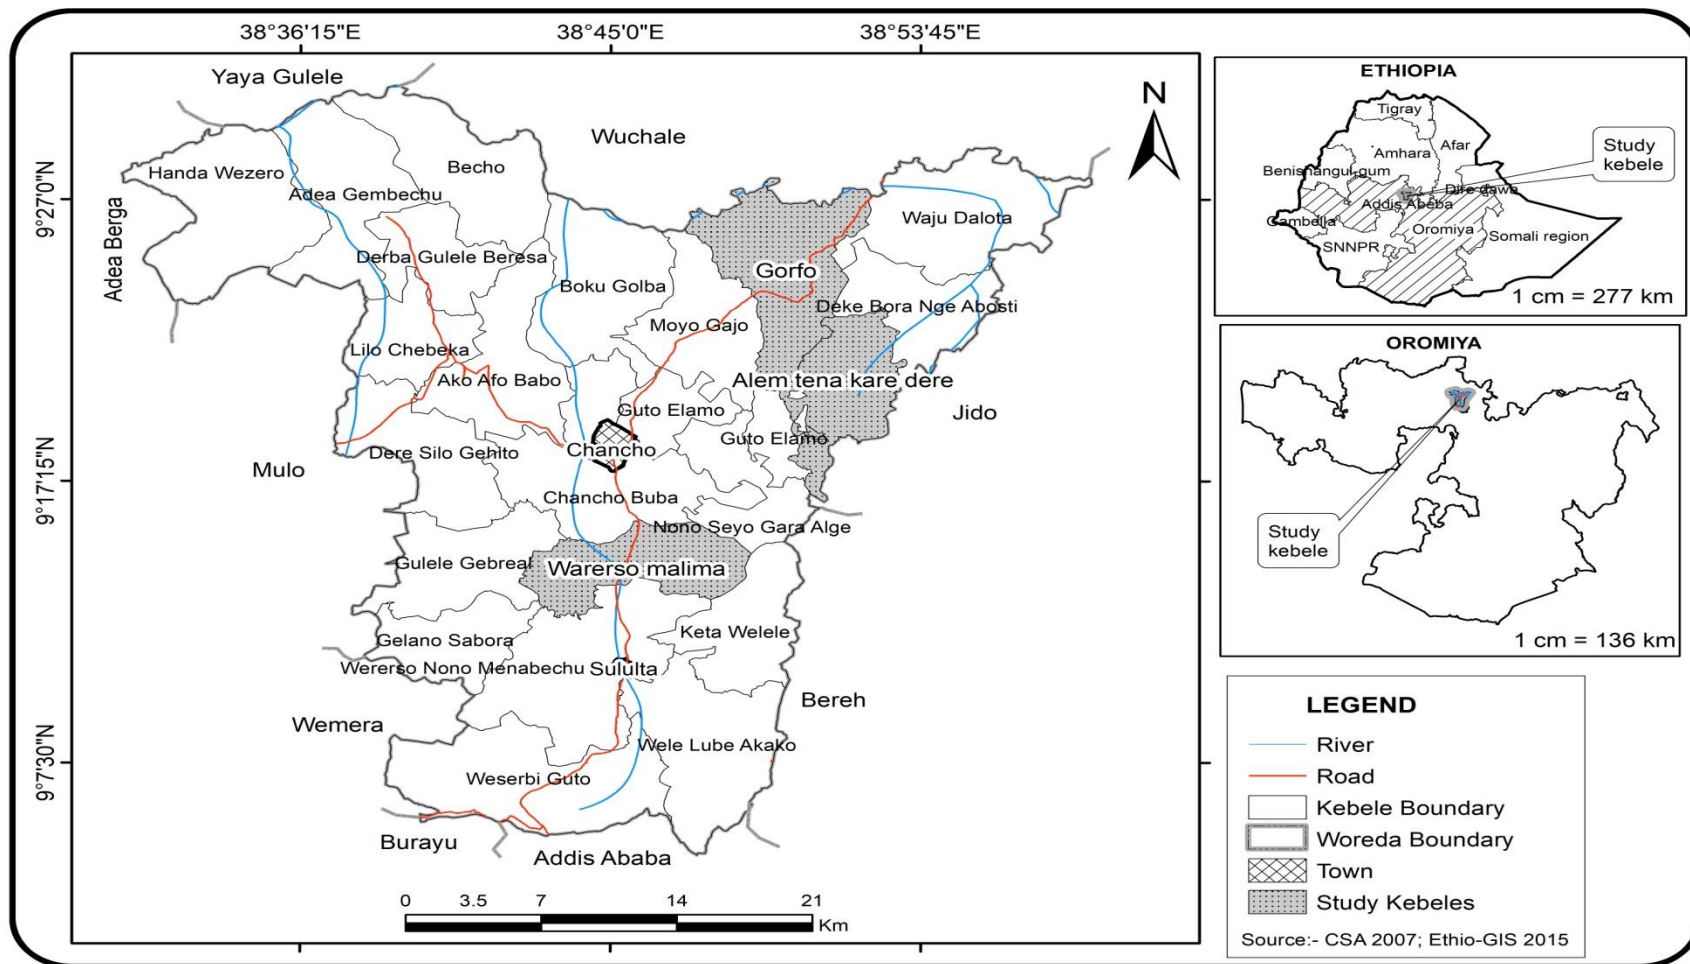 38°36'15"E
38°45'0"E
38°53'45"E
9°27'0"N
9°17'15"N
9°7'30"N
Yaya Gulele
Wuchale
N
Handa Wezero
Becho
Adea Gembechu
Adea Berga
Waju Dalota
Derba Gulele Beresa
Gorfo
Boku Golba
Deke Bora Nge Abosti
Moyo Gajo
Lilo Chebeka
Ako Afo Babo
Alem tena kare dere
Jido
Guto Elamo
Guto Elamo
Chancho
Dere Silo Gehito
Mulo
Chancho Buba
Nono Seyo Gara Alge
Gulele Gebreal
Warerso malima
Keta Welele
Gelano Sabora
Wererso Nono Menabechu
Sululta
Bereh
Wemera
Wele Lube Akako
Weserbi Guto
Burayu
Addis Ababa
0 3.5 7 14 21
Km
ETHIOPIA
Tigray
Afar
Amhara
Study
kebele
Benishangul-gum
Dire dawa
Addis Abeba
Gambella
Oromiya
SNNPR
Somali region
1 cm = 277 km
OROMIYA
Study
kebele
1 cm = 136 km
LEGEND
River
Road
Kebele Boundary
Woreda Boundary
Town
Study Kebeles
Source:- CSA 2007; Ethio-GIS 2015